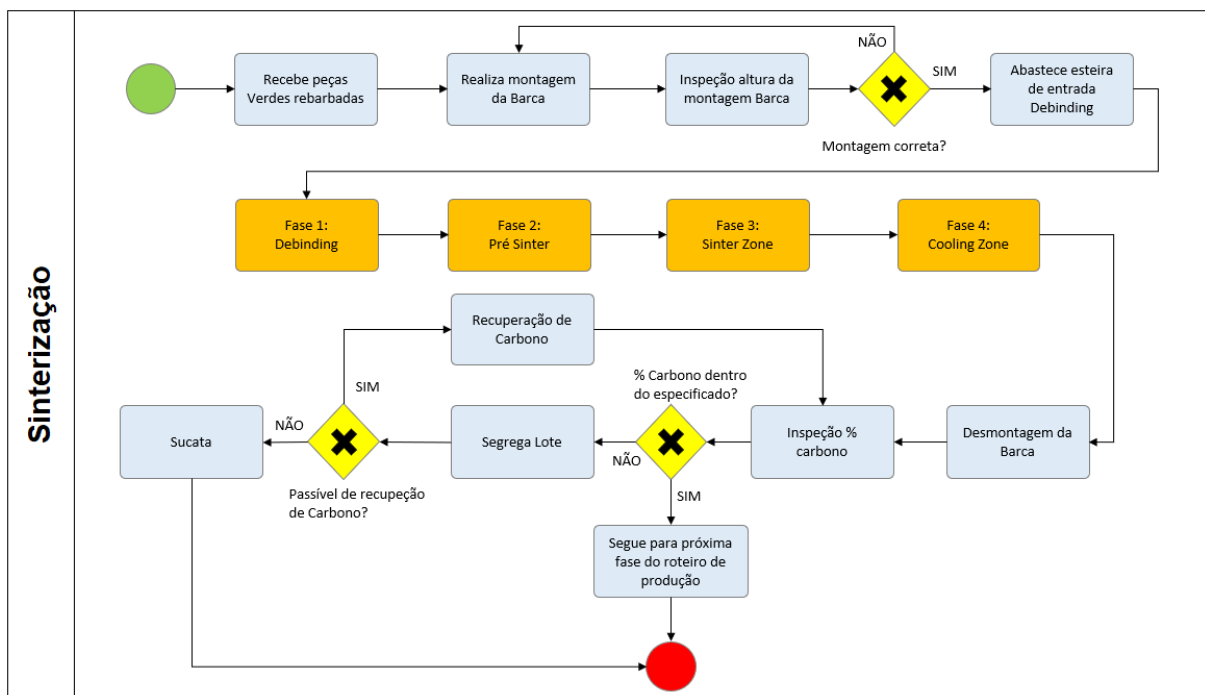 Sinterização
Recebe peças
Verdes rebarbadas
Realiza montagem
da Barca
Inspeção altura da
montagem Barca
NÃO
SIM
Montagem correta?
Abastece esteira
de entrada
Debinding
Fase 1:
Debinding
Fase 2:
Pré Sinter
Fase 3:
Sinter Zone
Fase 4:
Cooling Zone
Desmontagem da
Barca
Inspeção %
carbono
% Carbono dentro
do especificado?
NÃO
SIM
Segue para próxima
fase do roteiro de
produção
Segrega Lote
Passível de recupeção
de Carbono?
SIM
Recuperação de
Carbono
NÃO
Sucata